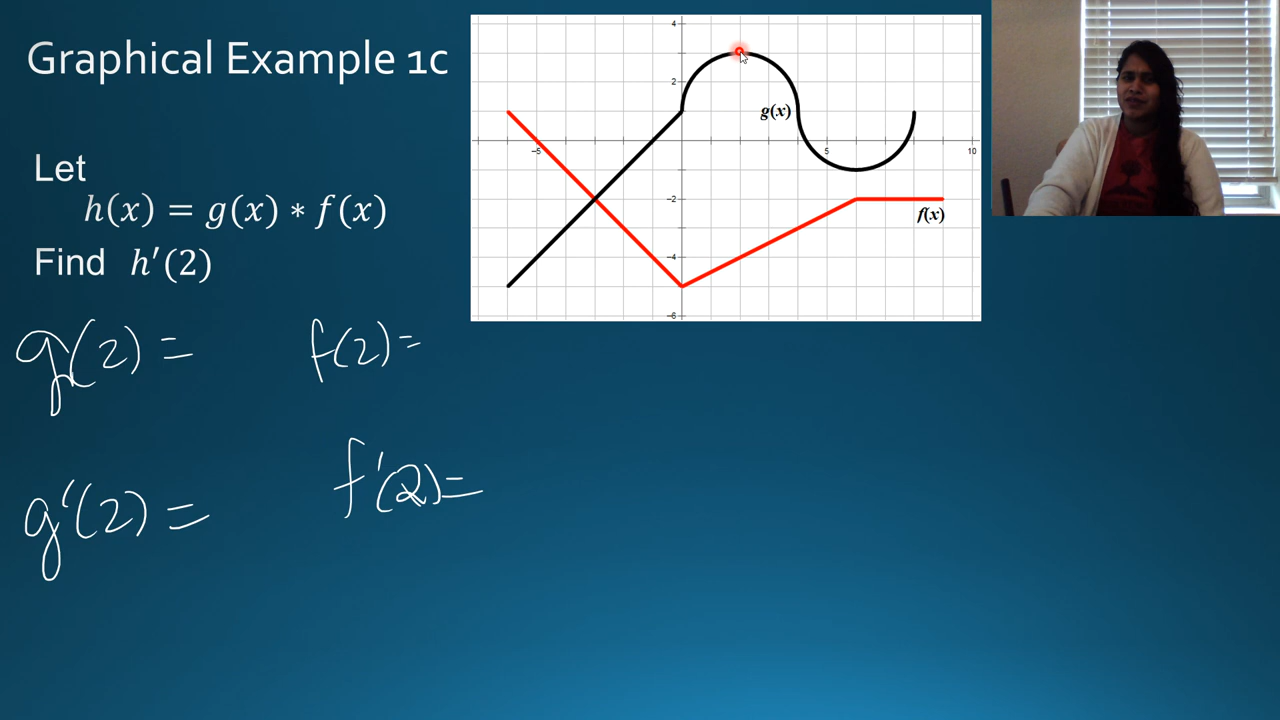 Graphical Example 1c
Let
h(x) = g(x) ∗ f(x)
Find h′(2)
g(2) =
f(2) =
g'(2) =
f'(2) =
4
2
−5
5
10
−2
−4
−6
g(x)
f(x)